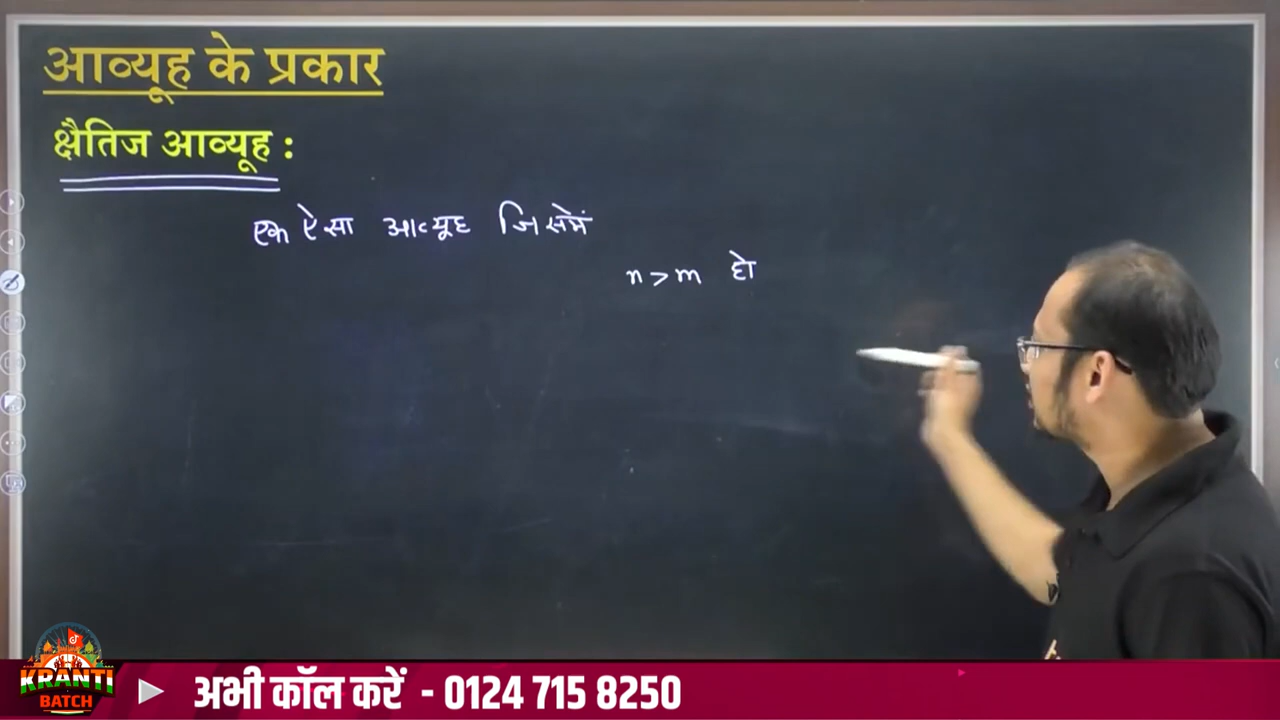 आव्यूह के प्रकार
क्षैतिज आव्यूह :
एक ऐसा आव्यूह जिसमें
n > m हो
KRANTI
BATCH
अभी कॉल करें - 0124 715 8250